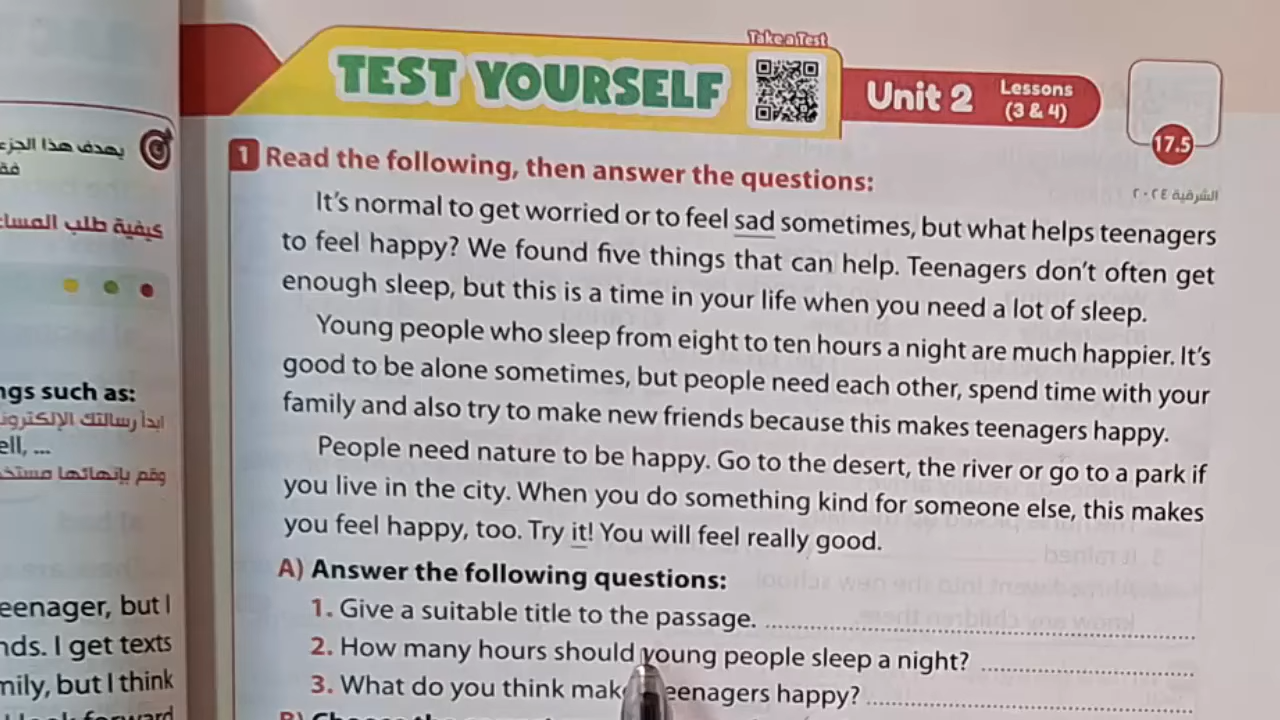 Take a Test
TEST YOURSELF
Unit 2
Lessons
(3 & 4)
17.5
الشرقية ٢٠٢٤
1 Read the following, then answer the questions:
It's normal to get worried or to feel sad sometimes, but what helps teenagers
to feel happy? We found five things that can help. Teenagers don't often get
enough sleep, but this is a time in your life when you need a lot of sleep.
Young people who sleep from eight to ten hours a night are much happier. It's
good to be alone sometimes, but people need each other, spend time with your
family and also try to make new friends because this makes teenagers happy.
People need nature to be happy. Go to the desert, the river or go to a park if
you live in the city. When you do something kind for someone else, this makes
you feel happy, too. Try it! You will feel really good.
A) Answer the following questions:
1. Give a suitable title to the passage.
2. How many hours should young people sleep a night?
3. What do you think teenagers happy?
يهدف هذا
كيفية طلب
ngs such as:
ابدأ رسالتك
ell, ...
وقم بإنهائها
eenager, but I
nds. I get texts
mily, but I think